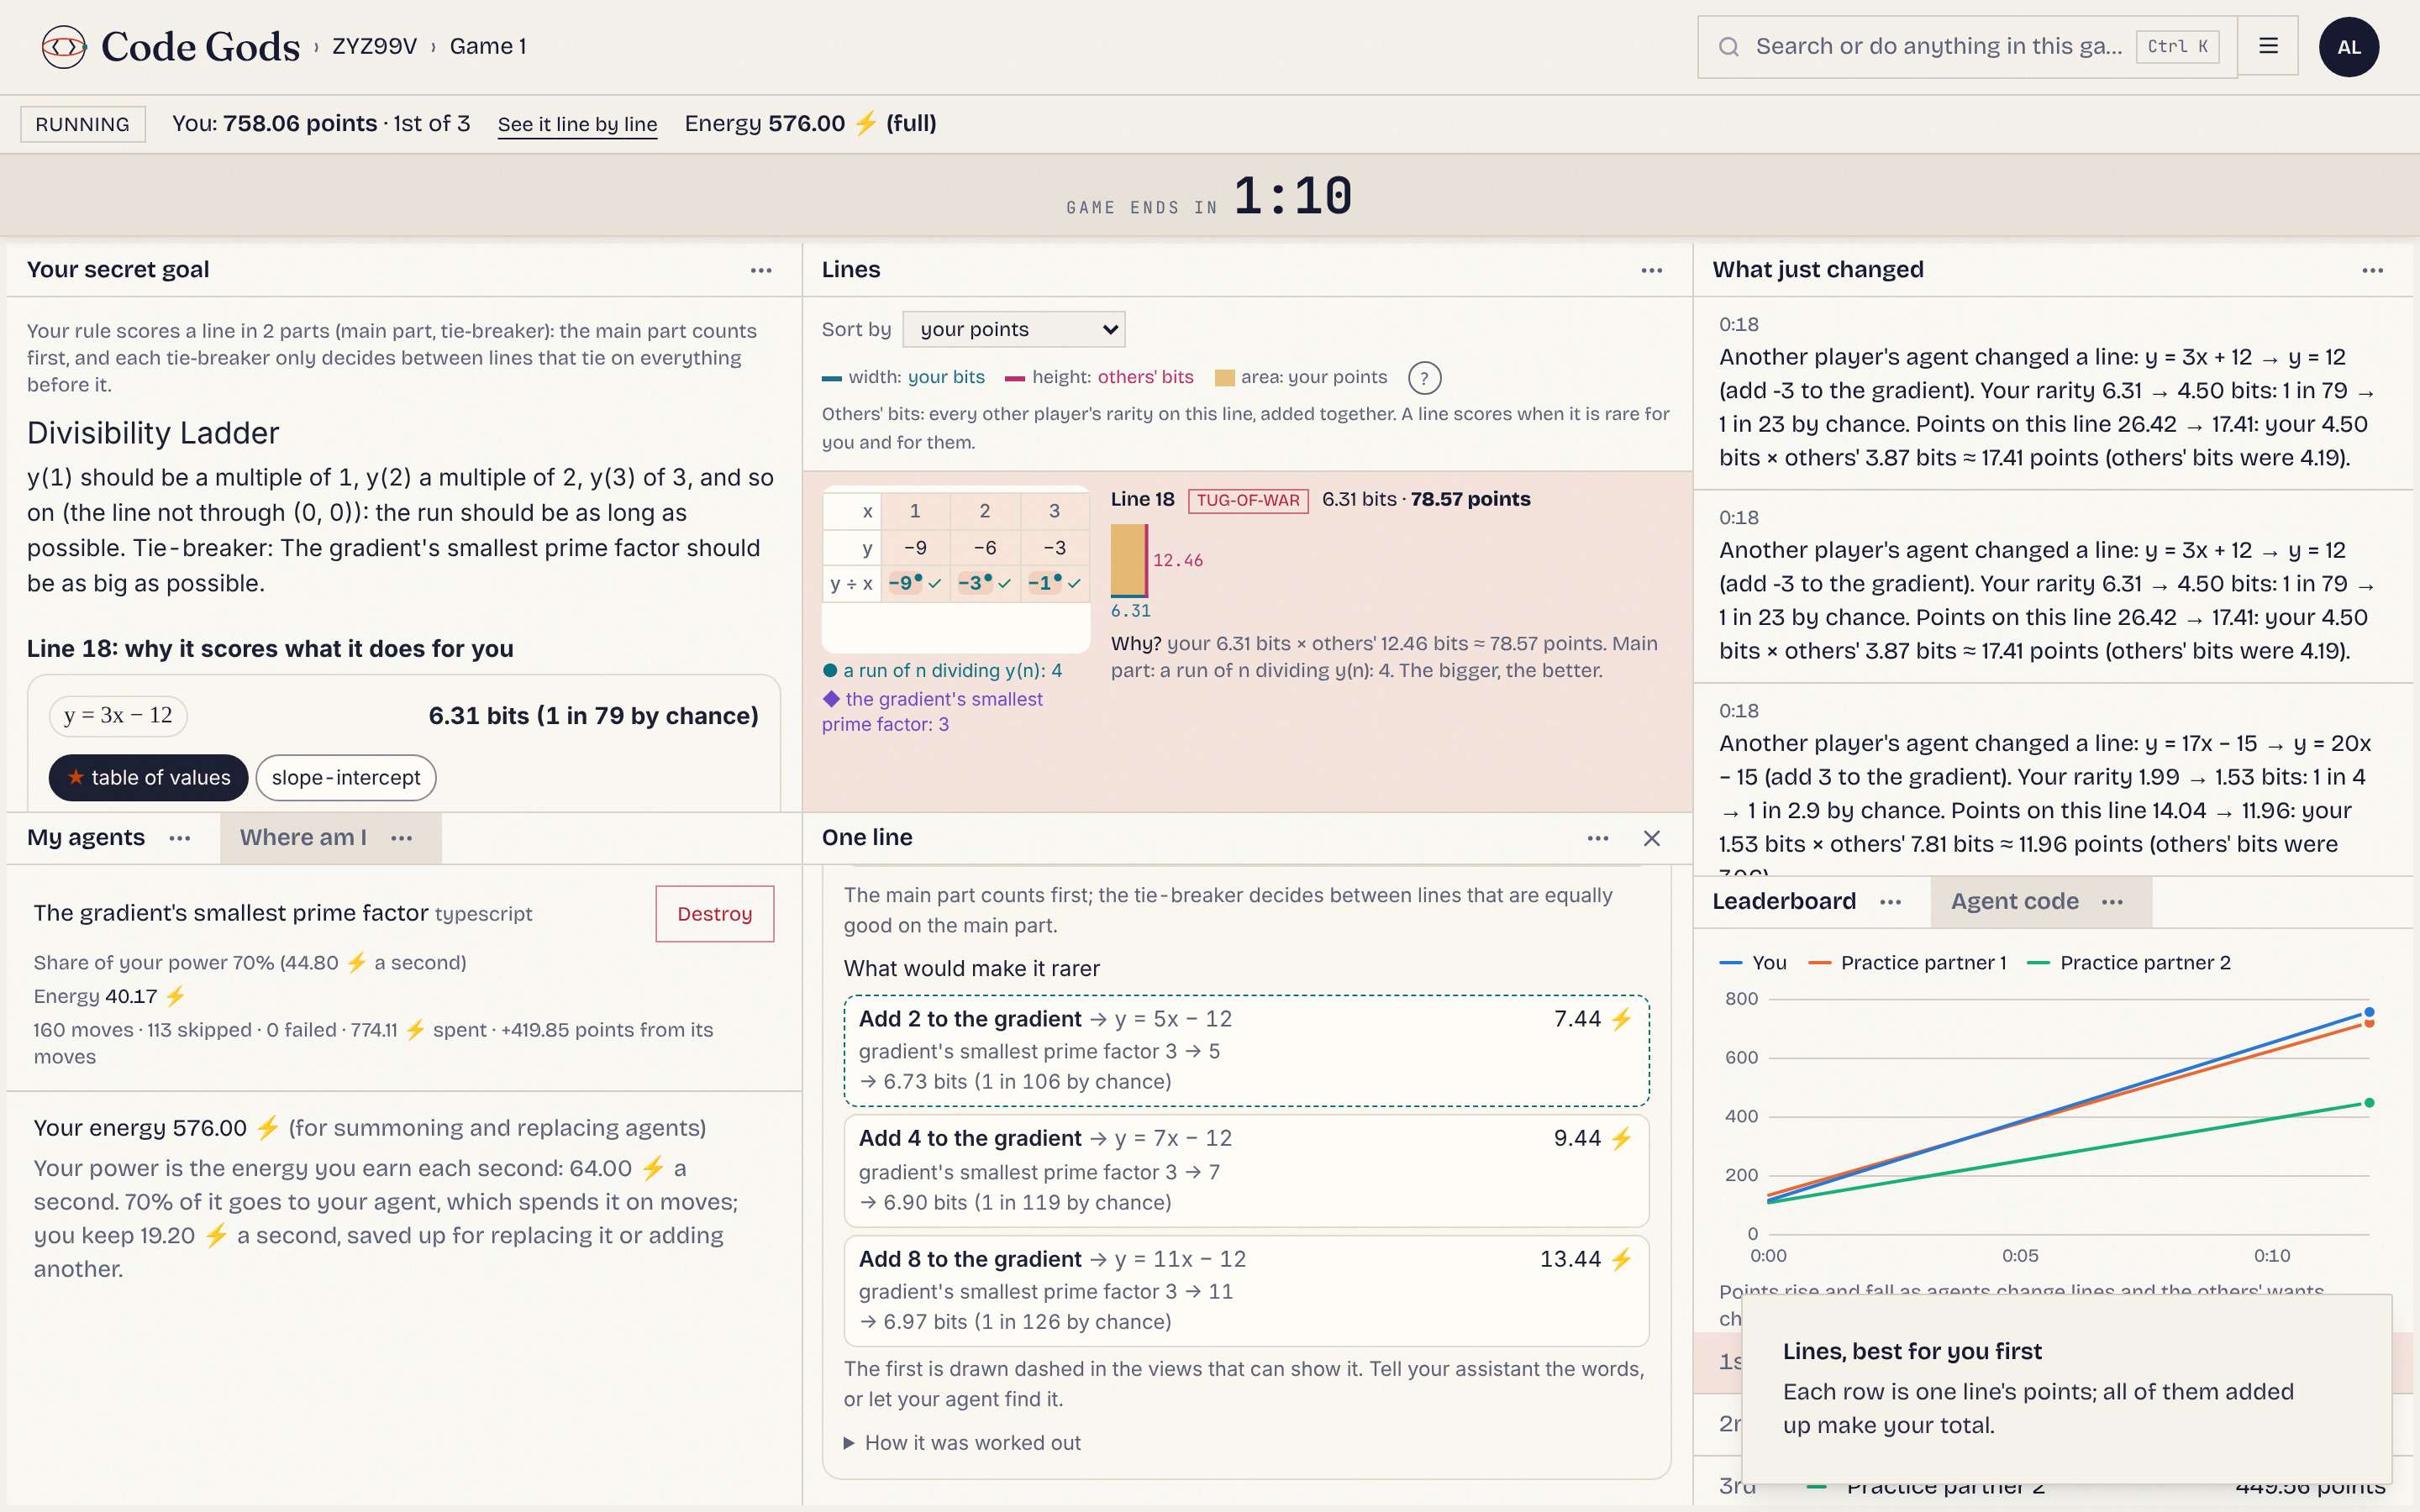 Code Gods › ZYZ99V › Game 1
Search or do anything in this ga... Ctrl K
AL
RUNNING You: 758.06 points · 1st of 3 See it line by line Energy 576.00 ⚡ (full)
GAME ENDS IN 1:10
Your secret goal
Your rule scores a line in 2 parts (main part, tie-breaker): the main part counts
first, and each tie-breaker only decides between lines that tie on everything
before it.
Divisibility Ladder
y(1) should be a multiple of 1, y(2) a multiple of 2, y(3) of 3, and so
on (the line not through (0, 0)): the run should be as long as
possible. Tie-breaker: The gradient's smallest prime factor should
be as big as possible.
Line 18: why it scores what it does for you
y = 3x − 12 6.31 bits (1 in 79 by chance)
★ table of values slope-intercept
My agents
Where am I
The gradient's smallest prime factor typescript
Destroy
Share of your power 70% (44.80 ⚡ a second)
Energy 40.17 ⚡
160 moves · 113 skipped · 0 failed · 774.11 ⚡ spent · +419.85 points from its
moves
Your energy 576.00 ⚡ (for summoning and replacing agents)
Your power is the energy you earn each second: 64.00 ⚡ a
second. 70% of it goes to your agent, which spends it on moves;
you keep 19.20 ⚡ a second, saved up for replacing it or adding
another.
Lines
Sort by your points
width: your bits height: others' bits area: your points ?
Others' bits: every other player's rarity on this line, added together. A line scores when it is rare for
you and for them.
x 1 2 3
y −9 −6 −3
y ÷ x −9 ✓ −3 ✓ −1 ✓
● a run of n dividing y(n): 4
◆ the gradient's smallest
prime factor: 3
Line 18 TUG-OF-WAR 6.31 bits · 78.57 points
12.46
6.31
Why? your 6.31 bits × others' 12.46 bits ≈ 78.57 points. Main
part: a run of n dividing y(n): 4. The bigger, the better.
One line
The main part counts first; the tie-breaker decides between lines that are equally
good on the main part.
What would make it rarer
Add 2 to the gradient → y = 5x − 12 7.44 ⚡
gradient's smallest prime factor 3 → 5
→ 6.73 bits (1 in 106 by chance)
Add 4 to the gradient → y = 7x − 12 9.44 ⚡
gradient's smallest prime factor 3 → 7
→ 6.90 bits (1 in 119 by chance)
Add 8 to the gradient → y = 11x − 12 13.44 ⚡
gradient's smallest prime factor 3 → 11
→ 6.97 bits (1 in 126 by chance)
The first is drawn dashed in the views that can show it. Tell your assistant the words,
or let your agent find it.
▶ How it was worked out
What just changed
0:18
Another player's agent changed a line: y = 3x + 12 → y = 12
(add -3 to the gradient). Your rarity 6.31 → 4.50 bits: 1 in 79 →
1 in 23 by chance. Points on this line 26.42 → 17.41: your 4.50
bits × others' 3.87 bits ≈ 17.41 points (others' bits were 4.19).
0:18
Another player's agent changed a line: y = 3x + 12 → y = 12
(add -3 to the gradient). Your rarity 6.31 → 4.50 bits: 1 in 79 →
1 in 23 by chance. Points on this line 26.42 → 17.41: your 4.50
bits × others' 3.87 bits ≈ 17.41 points (others' bits were 4.19).
0:18
Another player's agent changed a line: y = 17x − 15 → y = 20x
− 15 (add 3 to the gradient). Your rarity 1.99 → 1.53 bits: 1 in 4
→ 1 in 2.9 by chance. Points on this line 14.04 → 11.96: your
1.53 bits × others' 7.81 bits ≈ 11.96 points (others' bits were
Leaderboard
Agent code
You Practice partner 1 Practice partner 2
800
600
400
200
0
0:00 0:05 0:10
Points rise and fall as agents change lines and the others' wants
Lines, best for you first
Each row is one line's points; all of them added
up make your total.
3rd Practice partner 2 449.56 points